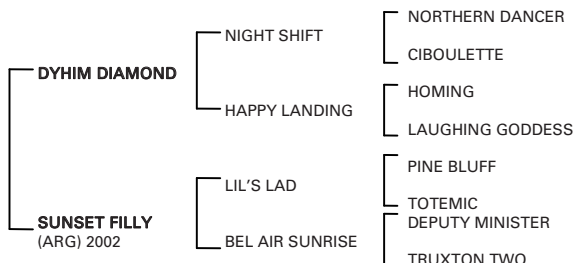 NORTHERN DANCER
NIGHT SHIFT
CIBOULETTE
DYHIM DIAMOND
HOMING
HAPPY LANDING
LAUGHING GODDESS
PINE BLUFF
LIL'S LAD
TOTEMIC
SUNSET FILLY
(ARG) 2002
DEPUTY MINISTER
BEL AIR SUNRISE
TRUXTON TWO